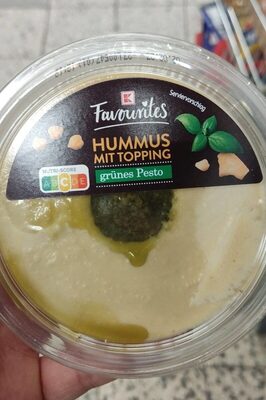 K
Favourites
Serviervorschlag
HUMMUS
MIT TOPPING
grünes Pesto
NUTRI-SCORE
A B C D E